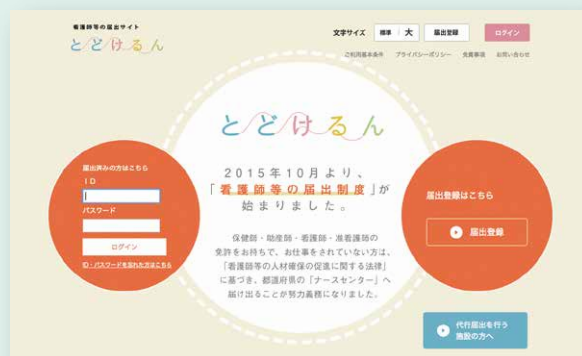 看護師等の届出サイト
とどけるん
文字サイズ 標準 大 届出登録 ログイン
ご利用基本条件 プライバシーポリシー 免責事項 お問い合わせ
とどけるん
2015年10月より、
「看護師等の届出制度」が
始まりました。
保健師・助産師・看護師・准看護師の
免許をお持ちで、お仕事をされていない方は、
「看護師等の人材確保の促進に関する法律」
に基づき、都道府県の「ナースセンター」へ
届け出ることが努力義務になりました。
届出済みの方はこちら
ID
パスワード
ログイン
ID・パスワードを忘れた方はこちら
届出登録はこちら
届出登録
代行届出を行う
施設の方へ